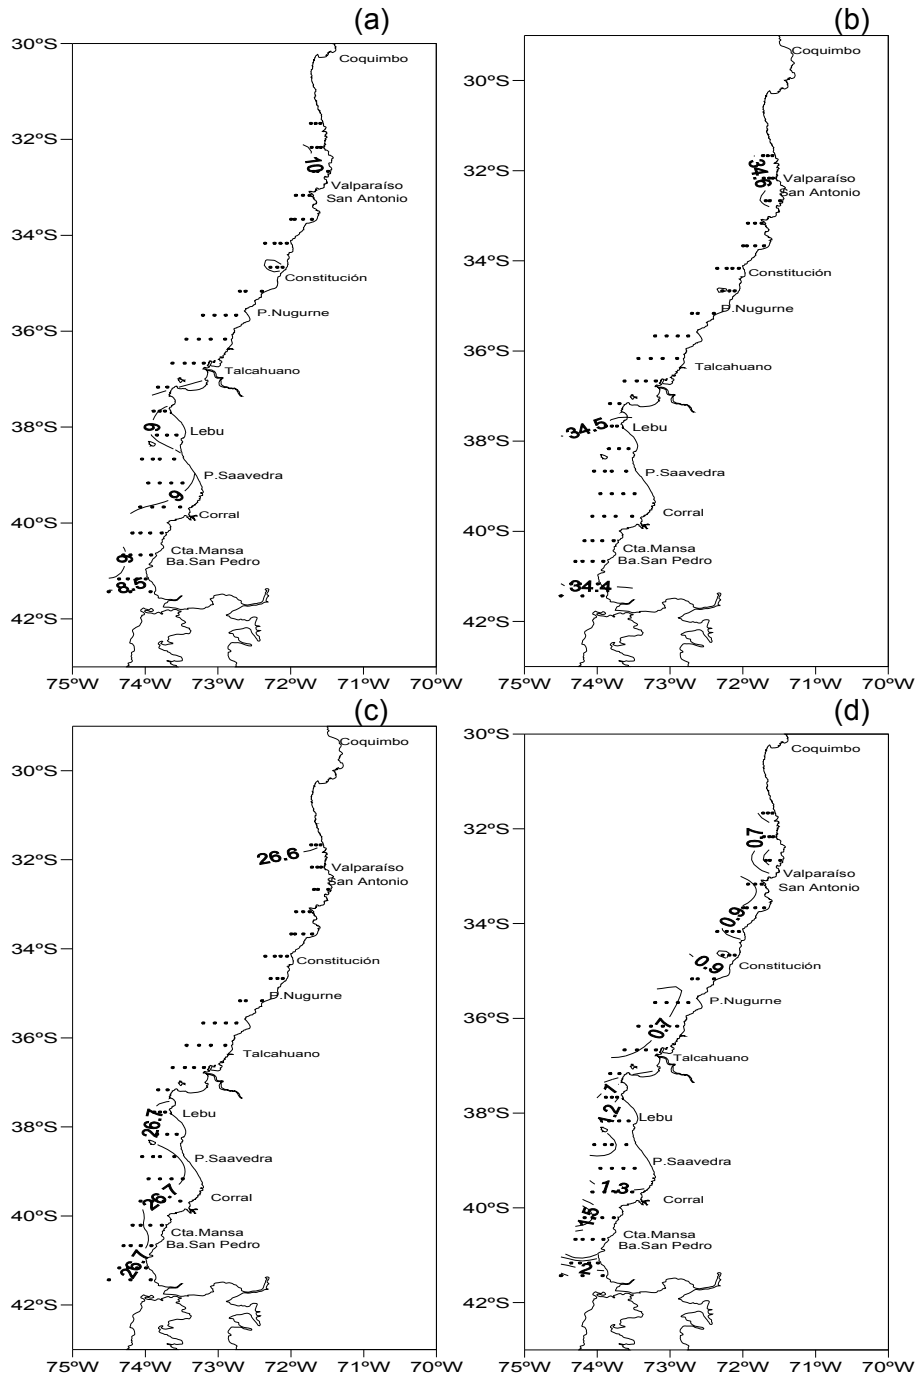 (a)
30ºS
Coquimbo
32ºS
10
Valparaíso
San Antonio
34ºS
Constitución
P.Nugurne
36ºS
Talcahuano
38ºS
9
Lebu
P.Saavedra
9
40ºS
Corral
9
Cta.Mansa
Ba.San Pedro
8.5
42ºS
75ºW 74ºW 73ºW 72ºW 71ºW 70ºW
(b)
30ºS
Coquimbo
32ºS
34.6
Valparaíso
San Antonio
34ºS
Constitución
P.Nugurne
36ºS
Talcahuano
38ºS
34.5
Lebu
P.Saavedra
40ºS
Corral
Cta.Mansa
Ba.San Pedro
34.4
42ºS
75ºW 74ºW 73ºW 72ºW 71ºW 70ºW
(c)
30ºS
Coquimbo
32ºS
26.6
Valparaíso
San Antonio
34ºS
Constitución
P.Nugurne
36ºS
Talcahuano
38ºS
26.7
Lebu
P.Saavedra
26.7
40ºS
Corral
Cta.Mansa
Ba.San Pedro
26.7
42ºS
75ºW 74ºW 73ºW 72ºW 71ºW 70ºW
(d)
30ºS
Coquimbo
32ºS
0.7
Valparaíso
San Antonio
34ºS
0.9
0.9
Constitución
P.Nugurne
36ºS
0.7
Talcahuano
38ºS
1
1.2
Lebu
P.Saavedra
1.3
40ºS
Corral
1.5
Cta.Mansa
Ba.San Pedro
2
42ºS
75ºW 74ºW 73ºW 72ºW 71ºW 70ºW